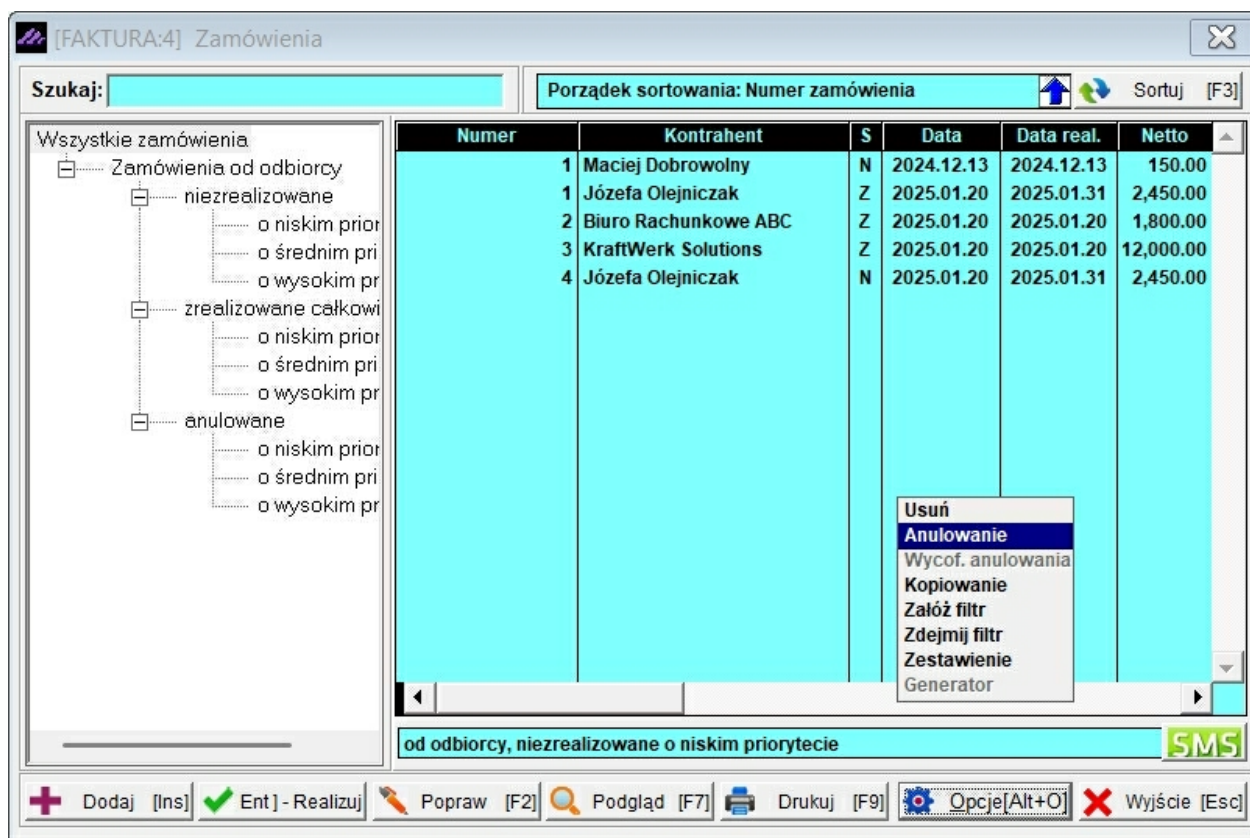 [FAKTURA:4] Zamówienia
Szukaj:
Porządek sortowania: Numer zamówienia
Sortuj [F3]
Wszystkie zamówienia
Zamówienia od odbiorcy
niezrealizowane
o niskim prior
o średnim pri
o wysokim pr
zrealizowane całkowi
o niskim prior
o średnim pri
o wysokim pr
anulowane
o niskim prior
o średnim pri
o wysokim pr
Numer Kontrahent S Data Data real. Netto
1 Maciej Dobrowolny N 2024.12.13 2024.12.13 150.00
1 Józefa Olejniczak Z 2025.01.20 2025.01.31 2,450.00
2 Biuro Rachunkowe ABC Z 2025.01.20 2025.01.20 1,800.00
3 KraftWerk Solutions Z 2025.01.20 2025.01.20 12,000.00
4 Józefa Olejniczak N 2025.01.20 2025.01.31 2,450.00
Usuń
Anulowanie
Wycof. anulowania
Kopiowanie
Załóż filtr
Zdejmij filtr
Zestawienie
Generator
od odbiorcy, niezrealizowane o niskim priorytecie
SMS
Dodaj [Ins] Ent] - Realizuj Popraw [F2] Podgląd [F7] Drukuj [F9] Opcje[Alt+O] Wyjście [Esc]